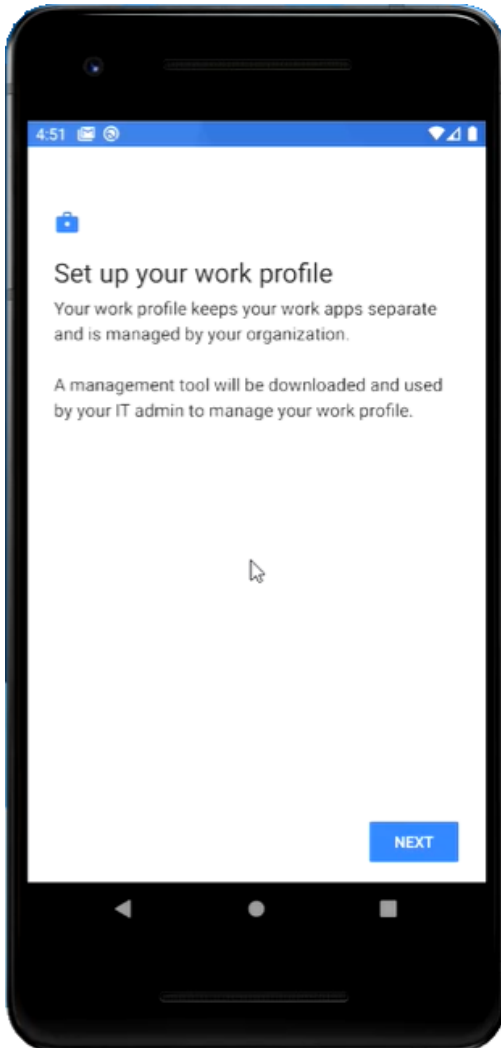 4:51
Set up your work profile
Your work profile keeps your work apps separate
and is managed by your organization.
A management tool will be downloaded and used
by your IT admin to manage your work profile.
NEXT